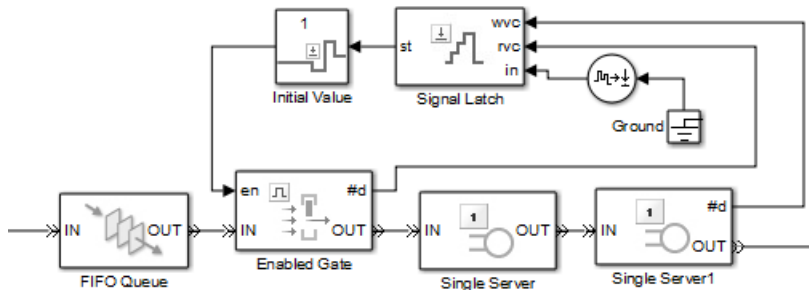 1
Initial Value
st
wvc
rvc
in
Signal Latch
Ground
IN
OUT
FIFO Queue
en
#d
IN
OUT
Enabled Gate
1
IN
OUT
Single Server
1
IN
#d
OUT
Single Server1